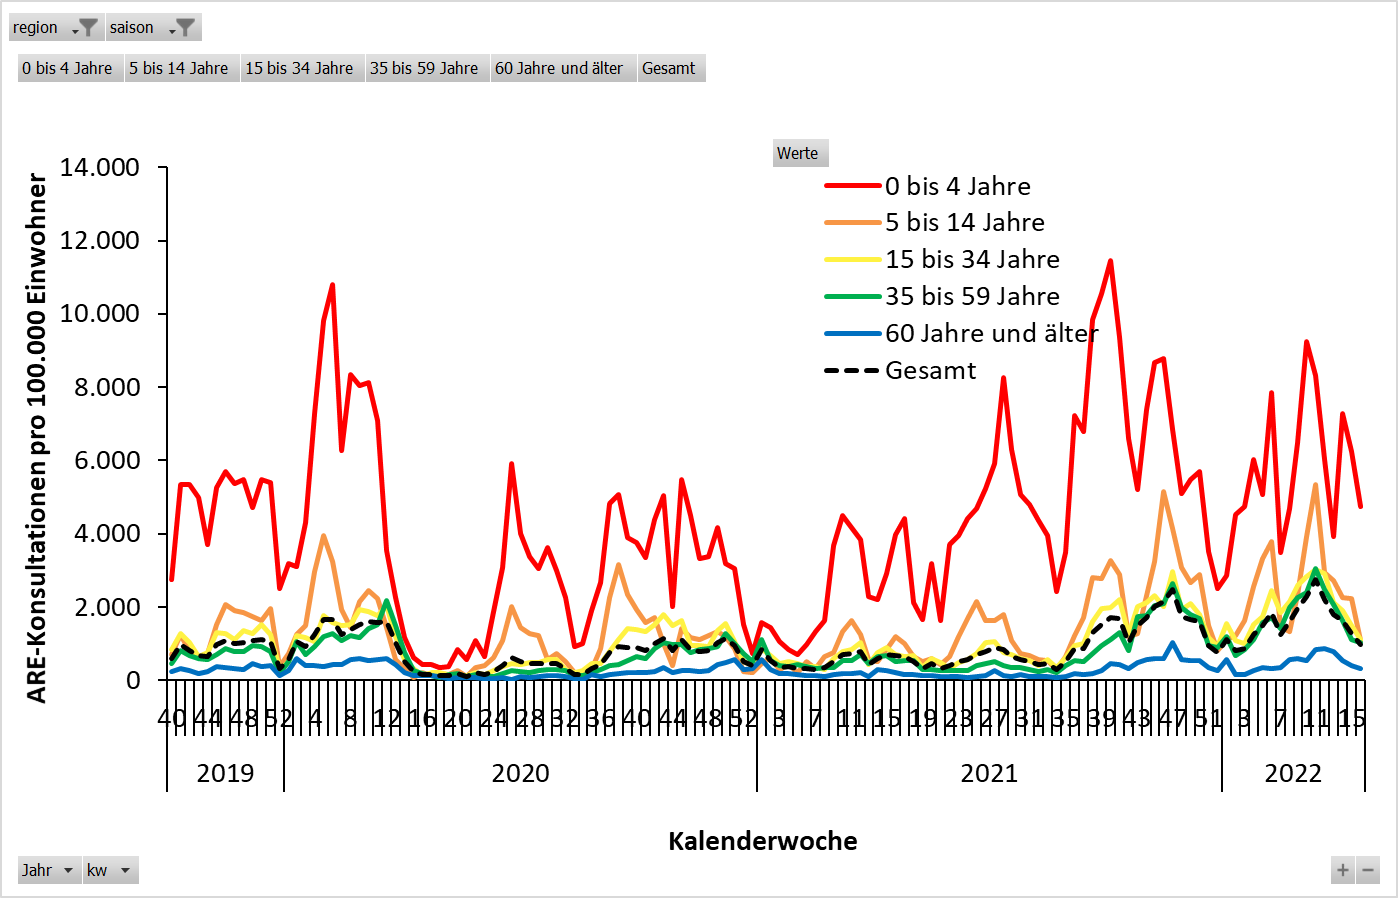 region saison
0 bis 4 Jahre 5 bis 14 Jahre 15 bis 34 Jahre 35 bis 59 Jahre 60 Jahre und älter Gesamt
Werte
0 bis 4 Jahre
5 bis 14 Jahre
15 bis 34 Jahre
35 bis 59 Jahre
60 Jahre und älter
Gesamt
ARE-Konsultationen pro 100.000 Einwohner
14.000
12.000
10.000
8.000
6.000
4.000
2.000
0
40 44 48 52 4 8 12 16 20 24 28 32 36 40 44 48 52 3 7 11 15 19 23 27 31 35 39 43 47 51 3 7 11 15
2019 2020 2021 2022
Kalenderwoche
Jahr kw + −